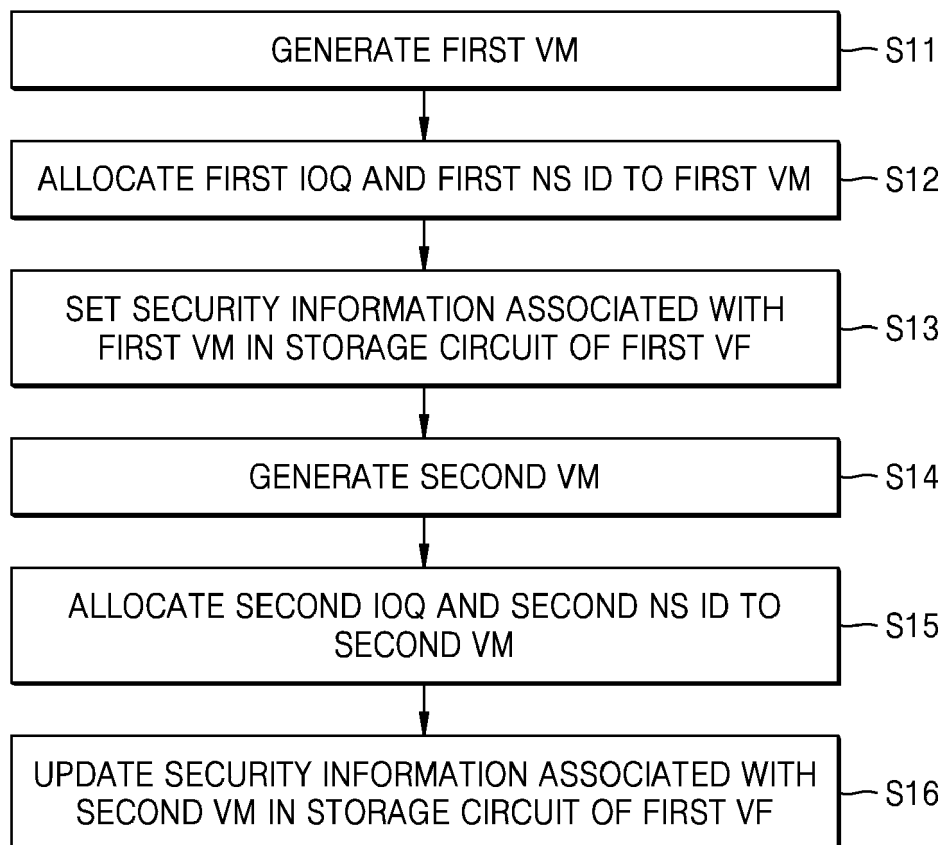 GENERATE FIRST VM
S11
ALLOCATE FIRST IOQ AND FIRST NS ID TO FIRST VM
S12
SET SECURITY INFORMATION ASSOCIATED WITH
FIRST VM IN STORAGE CIRCUIT OF FIRST VF
S13
GENERATE SECOND VM
S14
ALLOCATE SECOND IOQ AND SECOND NS ID TO
SECOND VM
S15
UPDATE SECURITY INFORMATION ASSOCIATED WITH
SECOND VM IN STORAGE CIRCUIT OF FIRST VF
S16